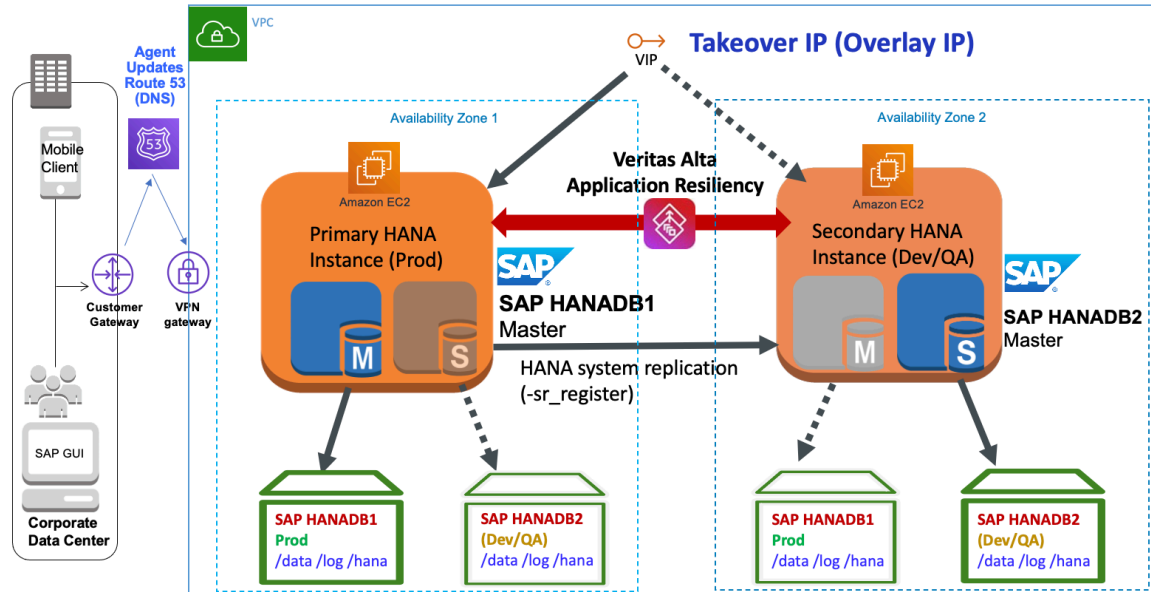 VPC
Takeover IP (Overlay IP)
VIP
Agent
Updates
Route 53
(DNS)
53
Mobile
Client
Customer
Gateway
VPN
gateway
SAP GUI
Corporate
Data Center
Availability Zone 1
Availability Zone 2
Amazon EC2
Primary HANA
Instance (Prod)
M
S
SAP
®
SAP HANADB1
Master
Veritas Alta
Application Resiliency
HANA system replication
(-sr_register)
Amazon EC2
Secondary HANA
Instance (Dev/QA)
M
S
SAP
®
SAP HANADB2
Master
SAP HANADB1
Prod
/data /log /hana
SAP HANADB2
(Dev/QA)
/data /log /hana
SAP HANADB1
Prod
/data /log /hana
SAP HANADB2
(Dev/QA)
/data /log /hana